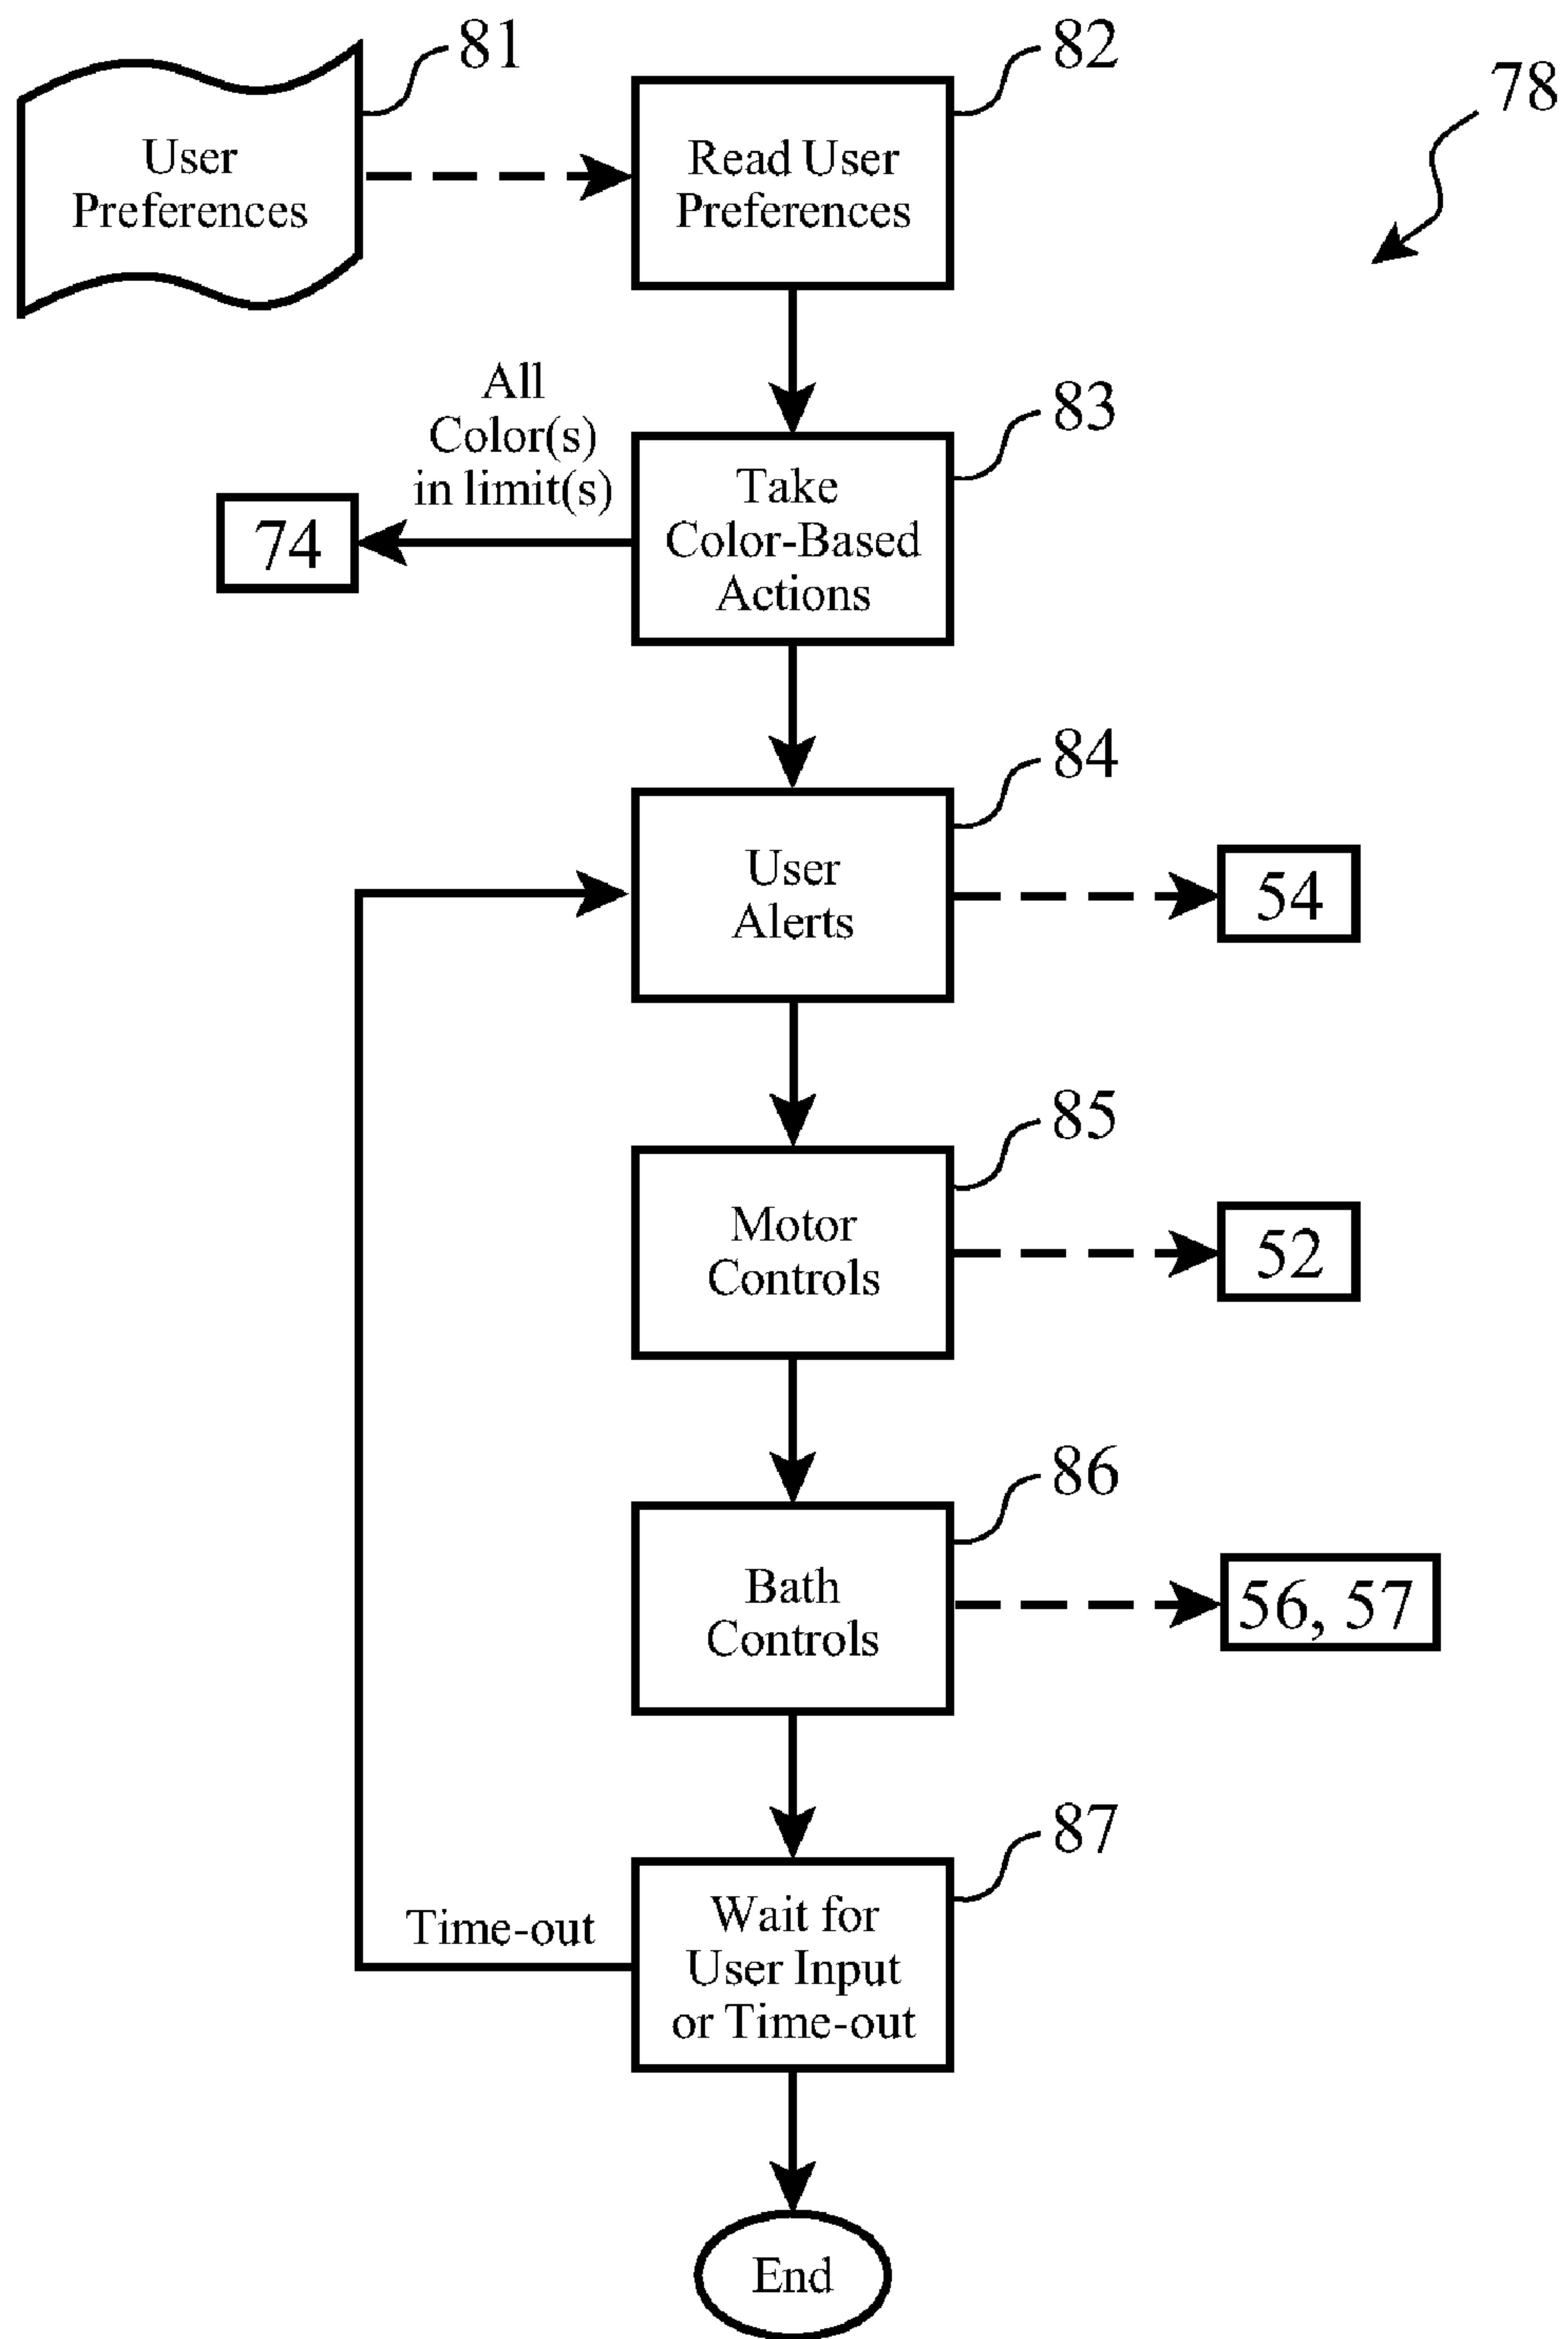 81
82
78
User
Preferences
Read User
Preferences
All
Color(s)
in limit(s)
83
74
Take
Color-Based
Actions
84
User
Alerts
54
85
Motor
Controls
52
86
Bath
Controls
56, 57
87
Time-out
Wait for
User Input
or Time-out
End